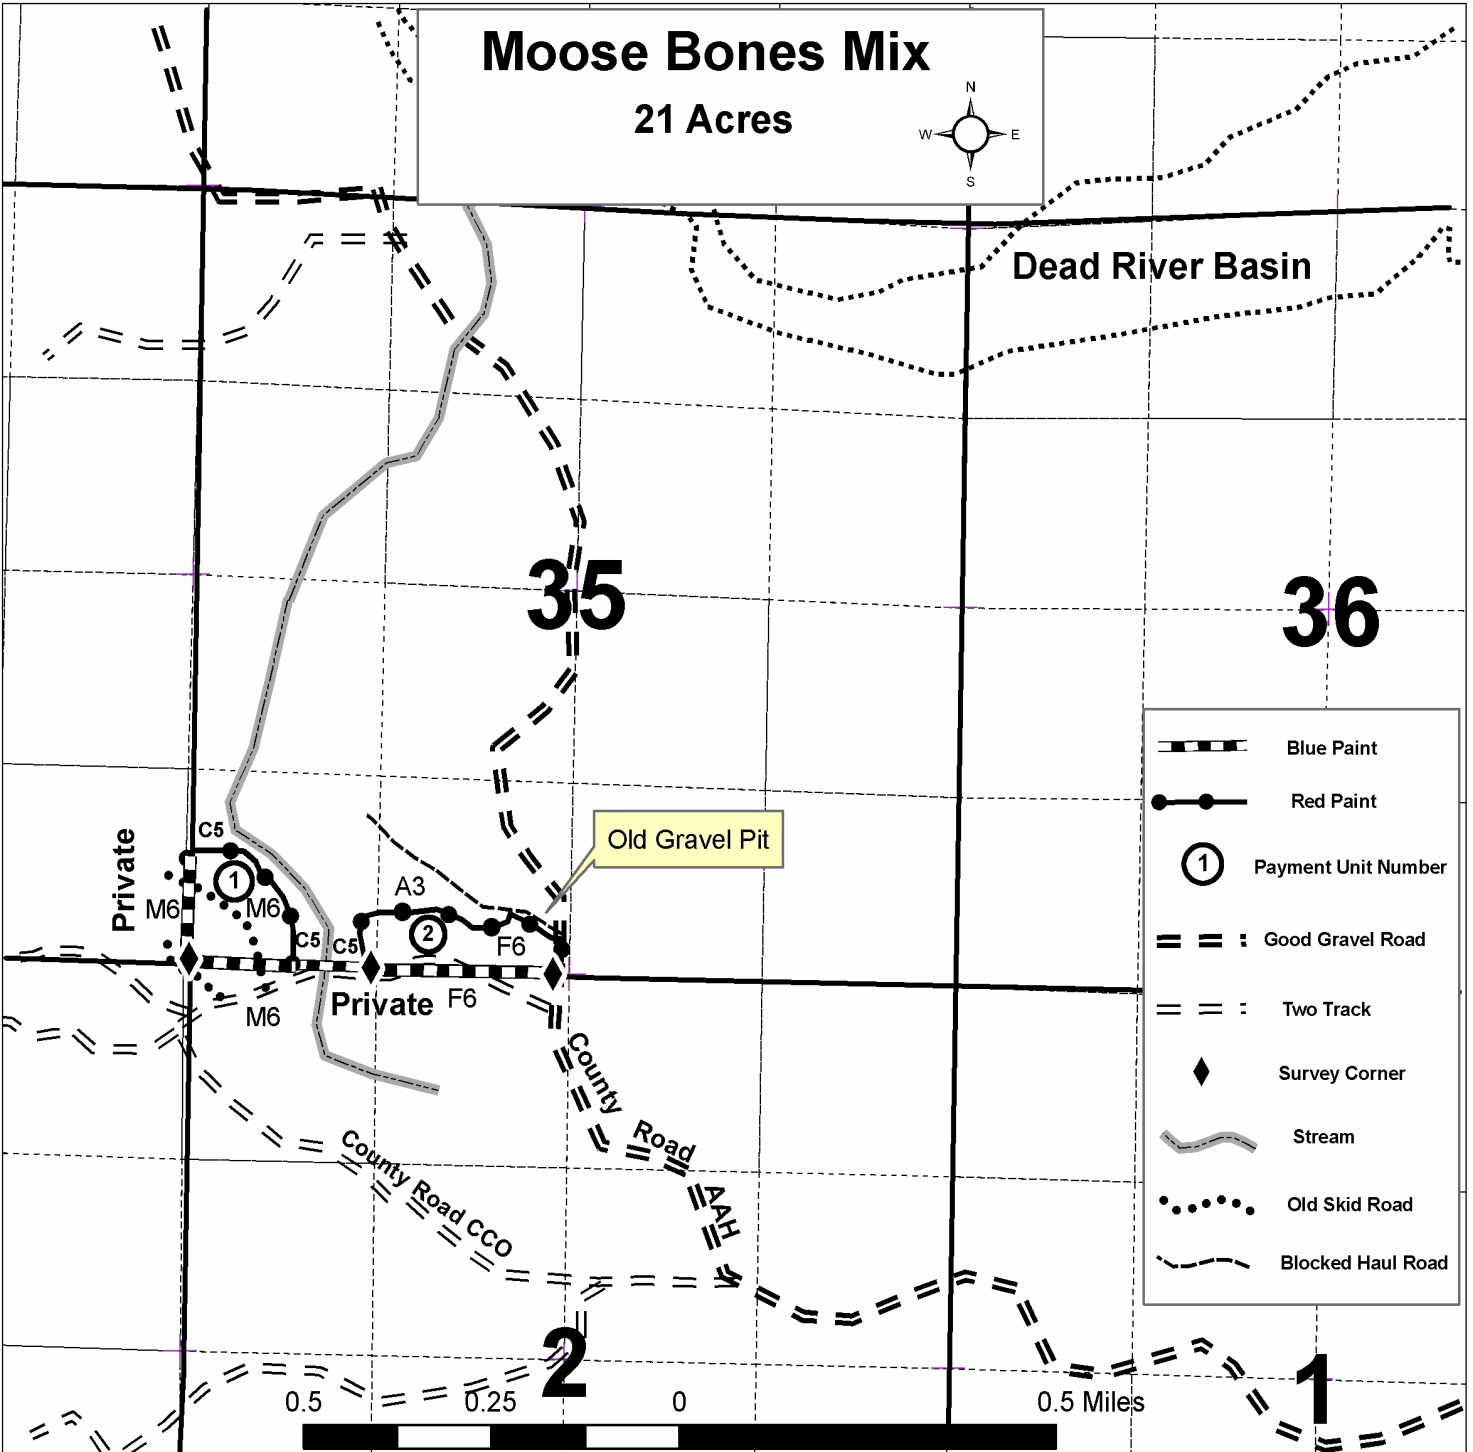 Moose Bones Mix
21 Acres
N
W E
S
Dead River Basin
35
36
Blue Paint
Red Paint
1 Payment Unit Number
Good Gravel Road
Two Track
Survey Corner
Stream
Old Skid Road
Blocked Haul Road
Old Gravel Pit
Private
C5
1
M6
M6
C5
C5
A3
2
F6
M6
Private
F6
County Road AAH
County Road CCO
2
1
0.5 0.25 0 0.5 Miles